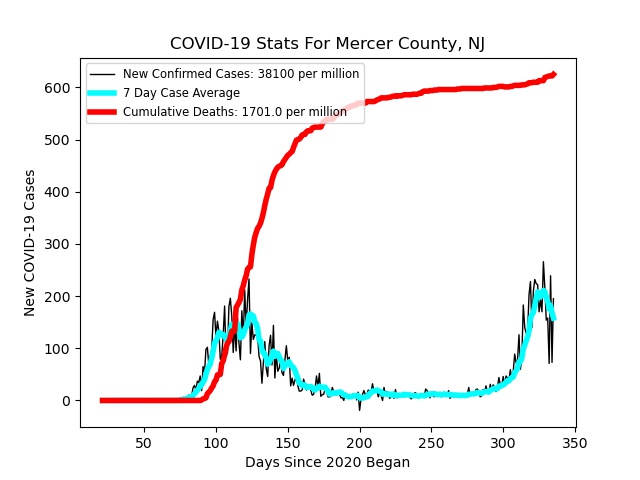 COVID-19 Stats For Mercer County, NJ
New Confirmed Cases: 38100 per million
7 Day Case Average
Cumulative Deaths: 1701.0 per million
New COVID-19 Cases
600
500
400
300
200
100
0
50 100 150 200 250 300 350
Days Since 2020 Began